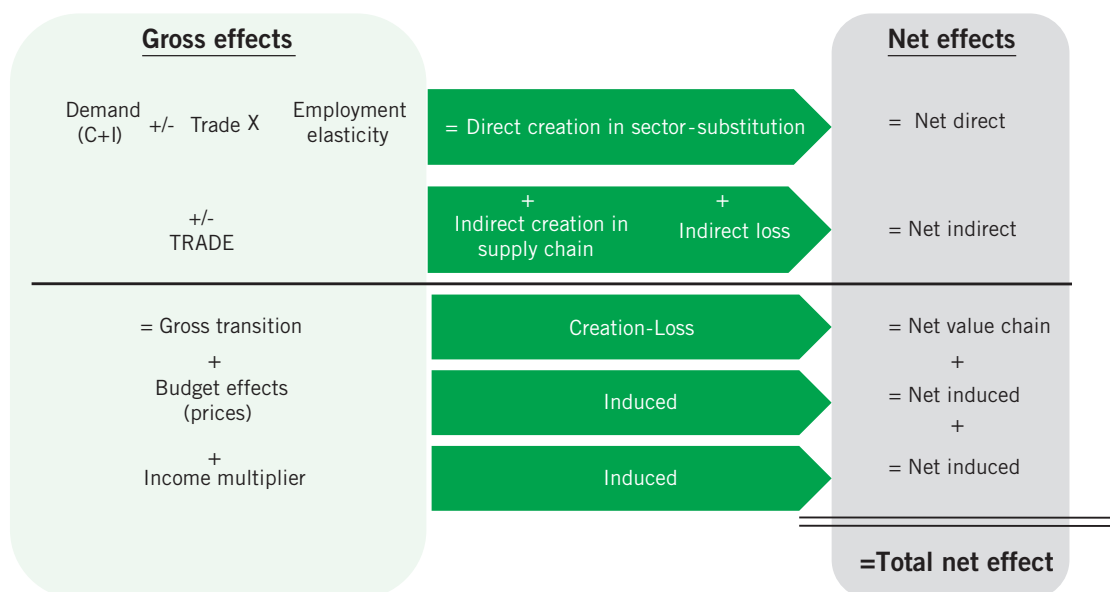 Gross effects
Net effects
Demand
(C+I)
+/- Trade X
Employment
elasticity
= Direct creation in sector-substitution
= Net direct
+/-
TRADE
+
Indirect creation in
supply chain
+
Indirect loss
= Net indirect
= Gross transition
Creation-Loss
= Net value chain
+
+
Budget effects
(prices)
Induced
= Net induced
+
+
Income multiplier
Induced
= Net induced
=Total net effect